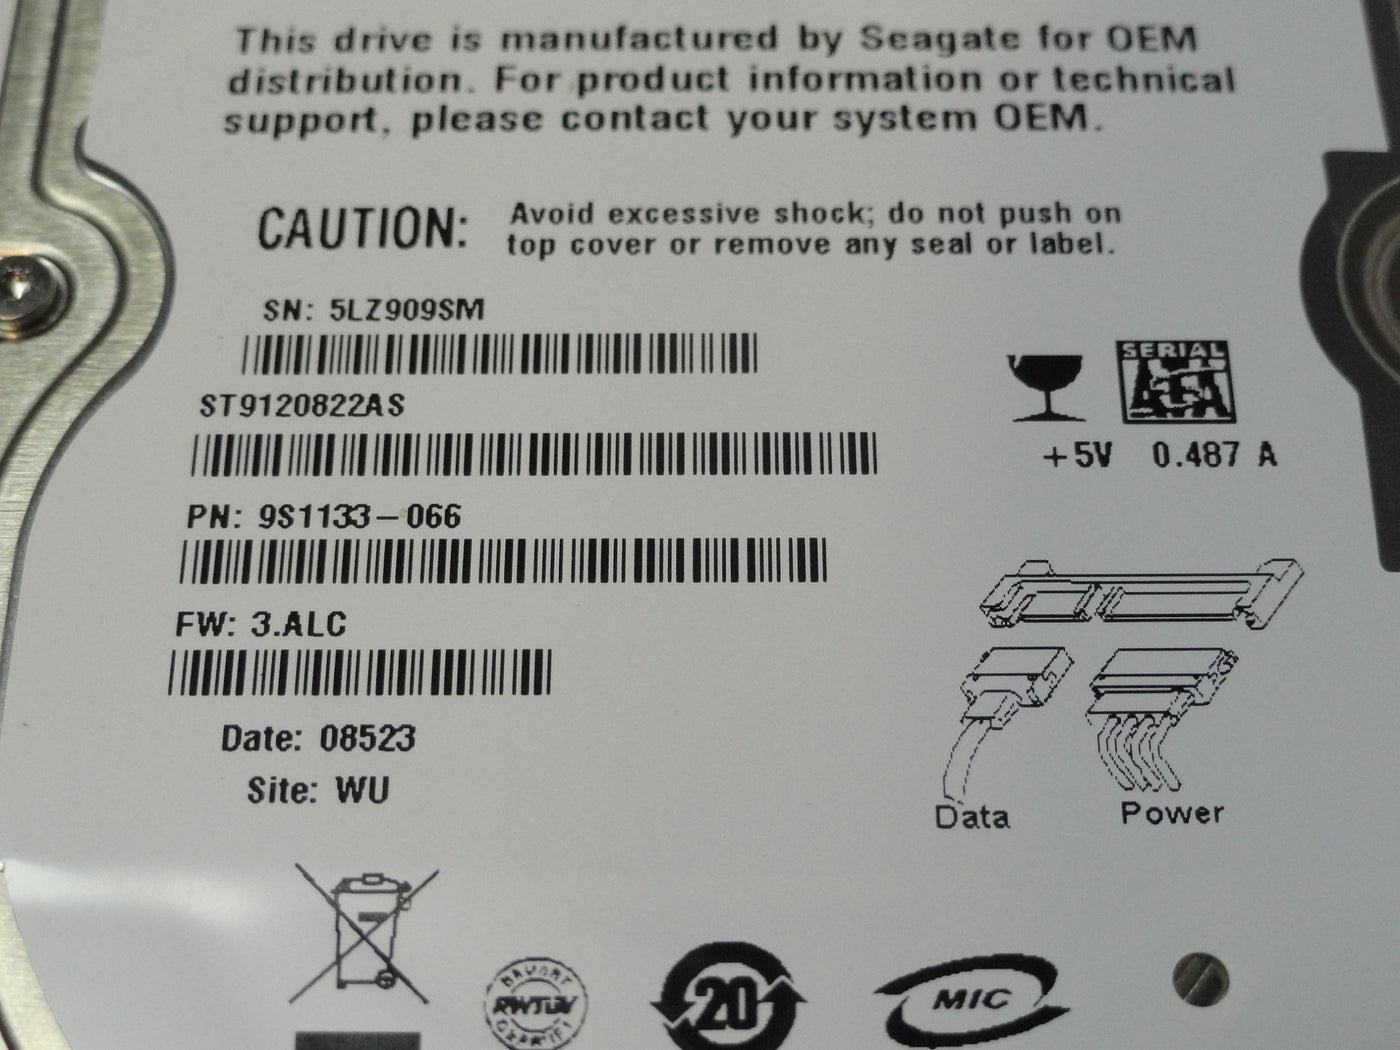 This drive is manufactured by Seagate for OEM
distribution. For product information or technical
support, please contact your system OEM.
CAUTION: Avoid excessive shock; do not push on
top cover or remove any seal or label.
SN: 5LZ909SM
ST9120822AS
SERIAL
ATA
+5V 0.487 A
PN: 9S1133-066
FW: 3.ALC
Date: 08523
Site: WU
Data
Power
RWTÜV
20
MIC